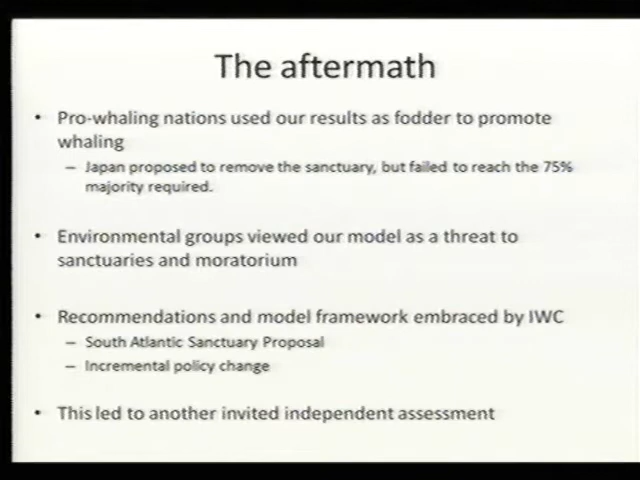 The aftermath
• Pro-whaling nations used our results as fodder to promote
whaling
– Japan proposed to remove the sanctuary, but failed to reach the 75%
majority required.
• Environmental groups viewed our model as a threat to
sanctuaries and moratorium
• Recommendations and model framework embraced by IWC
– South Atlantic Sanctuary Proposal
– Incremental policy change
• This led to another invited independent assessment